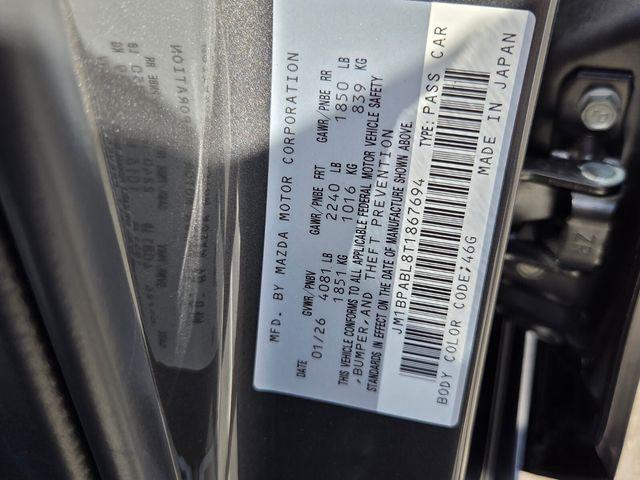 MFD. BY MAZDA MOTOR CORPORATION
GVWR/PNBV GAWR/PNBE FRT GAWR/PNBE RR
01/26 4081 LB 2240 LB 1850 LB
1851 KG 1016 KG 839 KG
THIS VEHICLE CONFORMS TO ALL APPLICABLE FEDERAL MOTOR VEHICLE SAFETY
,BUMPER,AND THEFT PREVENTION
STANDARDS IN EFFECT ON THE DATE OF MANUFACTURE SHOWN ABOVE.
JM1BPABL8T1867694 TYPE: PASS CAR
BODY COLOR CODE;46G MADE IN JAPAN